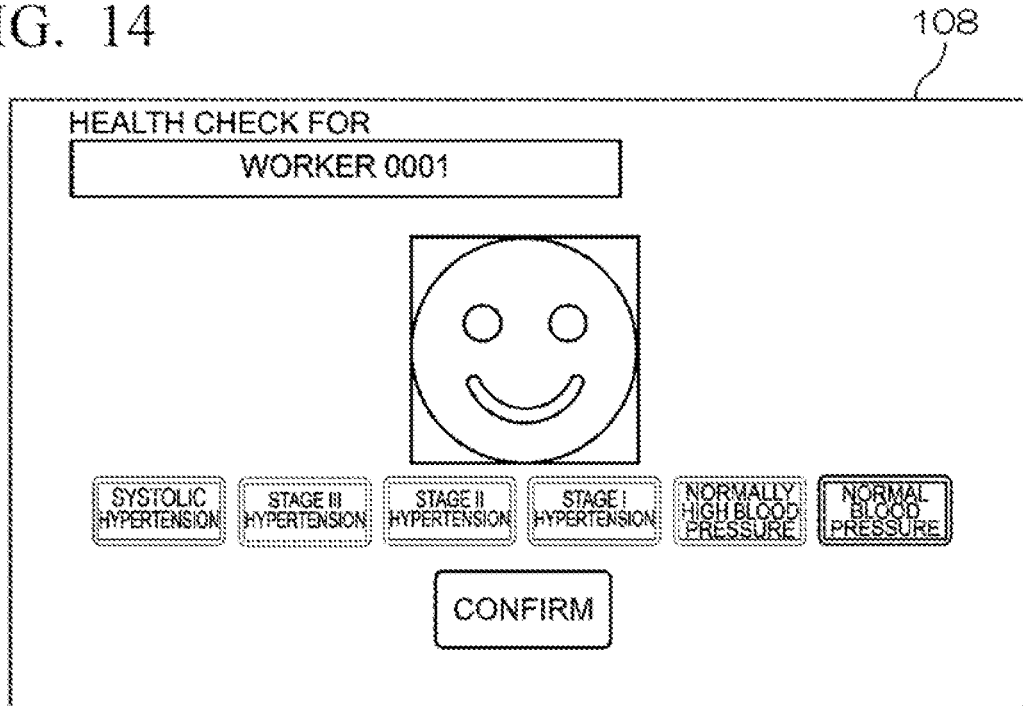 IG. 14
108
HEALTH CHECK FOR
WORKER 0001
SYSTOLIC
HYPERTENSION
STAGE III
HYPERTENSION
STAGE II
HYPERTENSION
STAGE I
HYPERTENSION
NORMALLY
HIGH BLOOD
PRESSURE
NORMAL
BLOOD
PRESSURE
CONFIRM